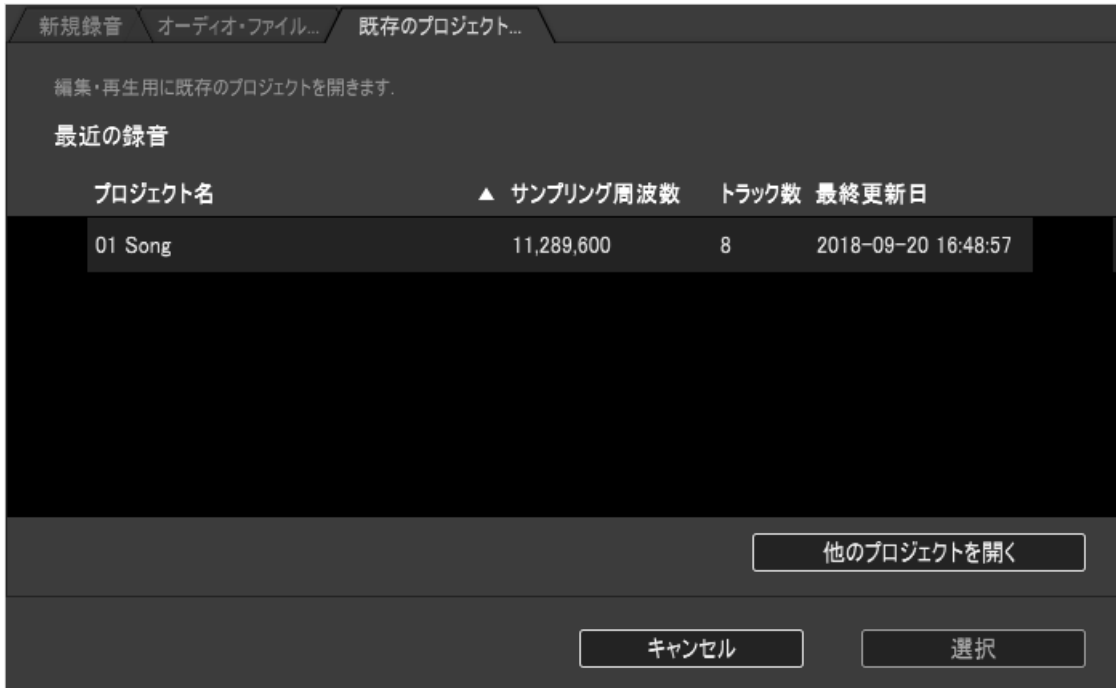 新規録音 オーディオ・ファイル... 既存のプロジェクト...
編集・再生用に既存のプロジェクトを開きます.
最近の録音
プロジェクト名 ▲ サンプリング周波数 トラック数 最終更新日
01 Song 11,289,600 8 2018-09-20 16:48:57
他のプロジェクトを開く
キャンセル 選択